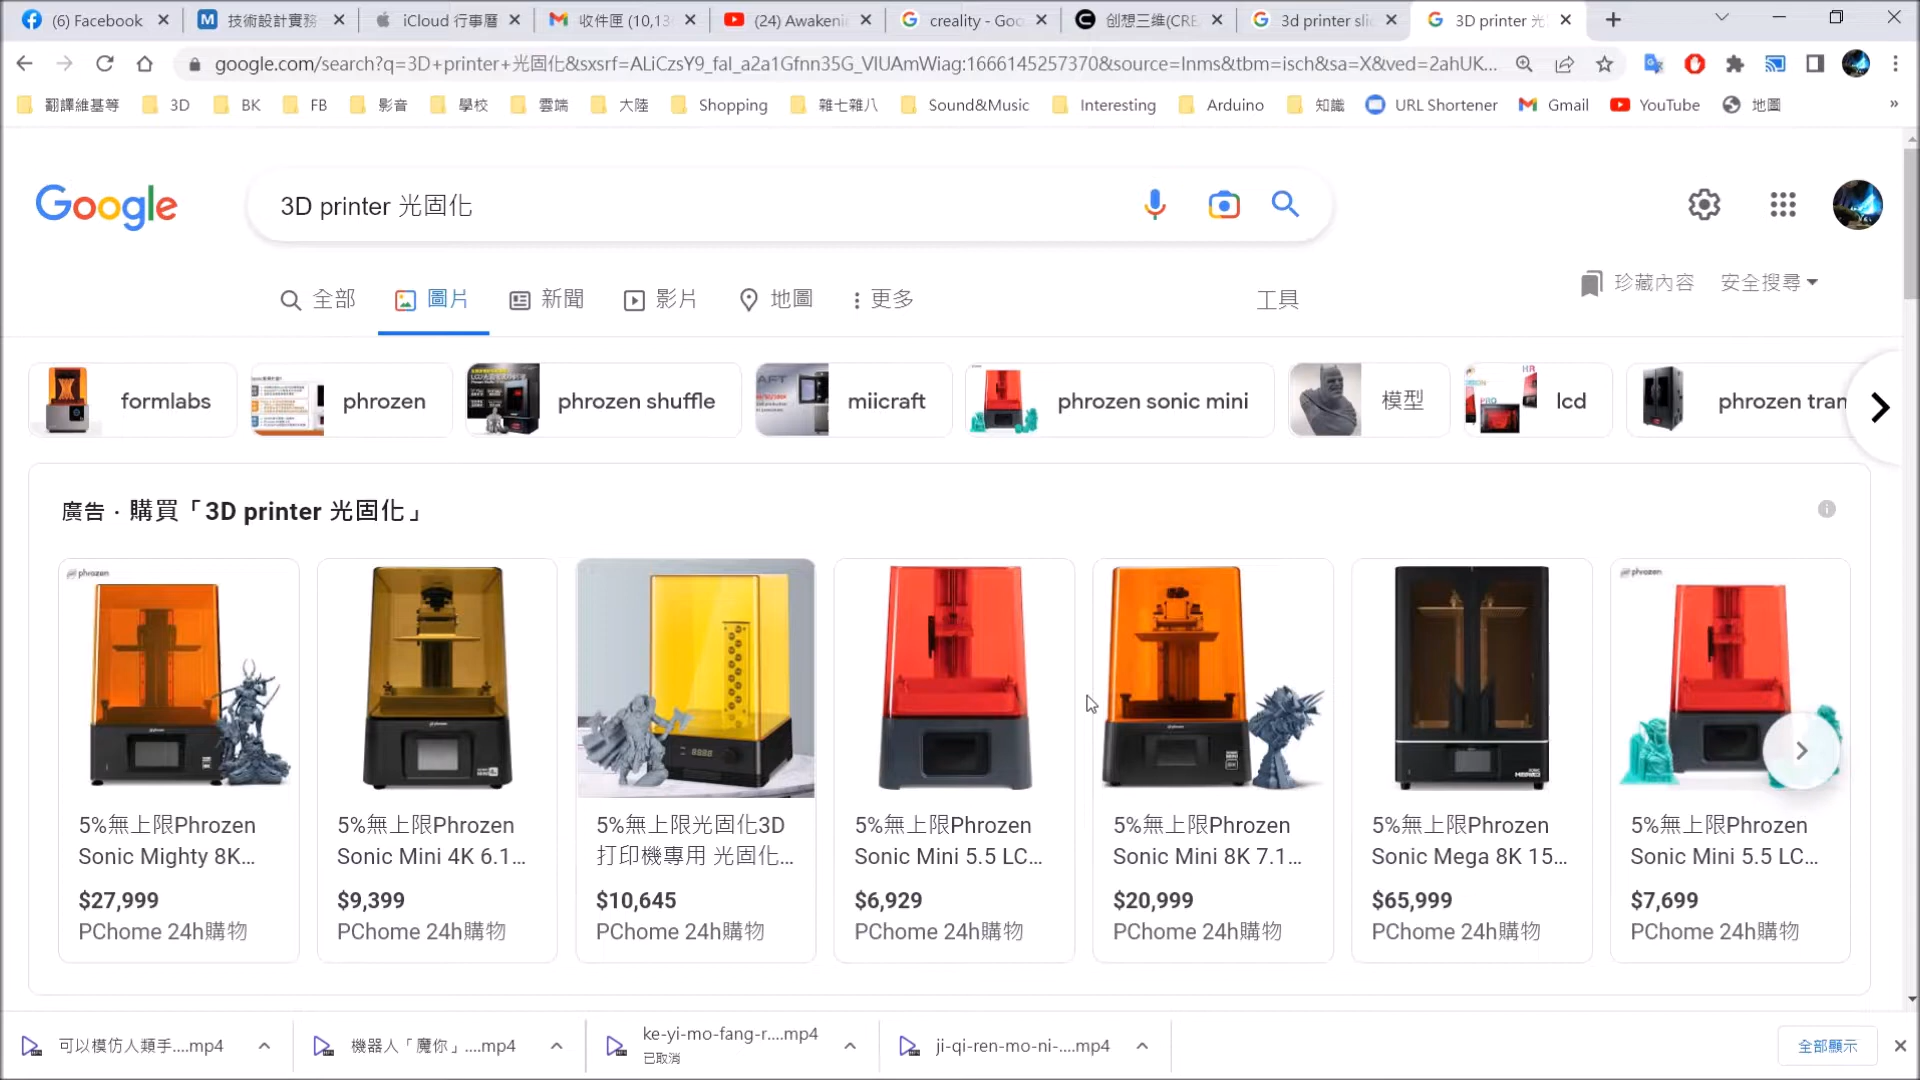 (6) Facebook
技術設計實務
iCloud 行事曆
收件匣 (10,13
(24) Awakeni
creality - Goo
创想三维(CRE
3d printer slic
3D printer 光
google.com/search?q=3D+printer+光固化&sxsrf=ALiCzsY9_faI_a2a1Gfnn35G_VIUAmWiag:1666145257370&source=lnms&tbm=isch&sa=X&ved=2ahUK...
翻譯維基等
3D
BK
FB
影音
學校
雲端
大陸
Shopping
雜七雜八
Sound&Music
Interesting
Arduino
知識
URL Shortener
Gmail
YouTube
地圖
Google
3D printer 光固化
全部
圖片
新聞
影片
地圖
更多
工具
珍藏內容
安全搜尋
formlabs
phrozen
phrozen shuffle
miicraft
phrozen sonic mini
模型
lcd
phrozen tran
廣告 · 購買「3D printer 光固化」
phrozen
phrozen
5%無上限Phrozen
Sonic Mighty 8K...
$27,999
PChome 24h購物
5%無上限Phrozen
Sonic Mini 4K 6.1...
$9,399
PChome 24h購物
5%無上限光固化3D
打印機專用 光固化...
$10,645
PChome 24h購物
5%無上限Phrozen
Sonic Mini 5.5 LC...
$6,929
PChome 24h購物
5%無上限Phrozen
Sonic Mini 8K 7.1...
$20,999
PChome 24h購物
5%無上限Phrozen
Sonic Mega 8K 15...
$65,999
PChome 24h購物
5%無上限Phrozen
Sonic Mini 5.5 LC...
$7,699
PChome 24h購物
可以模仿人類手....mp4
機器人「魔你」....mp4
ke-yi-mo-fang-r....mp4
已取消
ji-qi-ren-mo-ni-....mp4
全部顯示